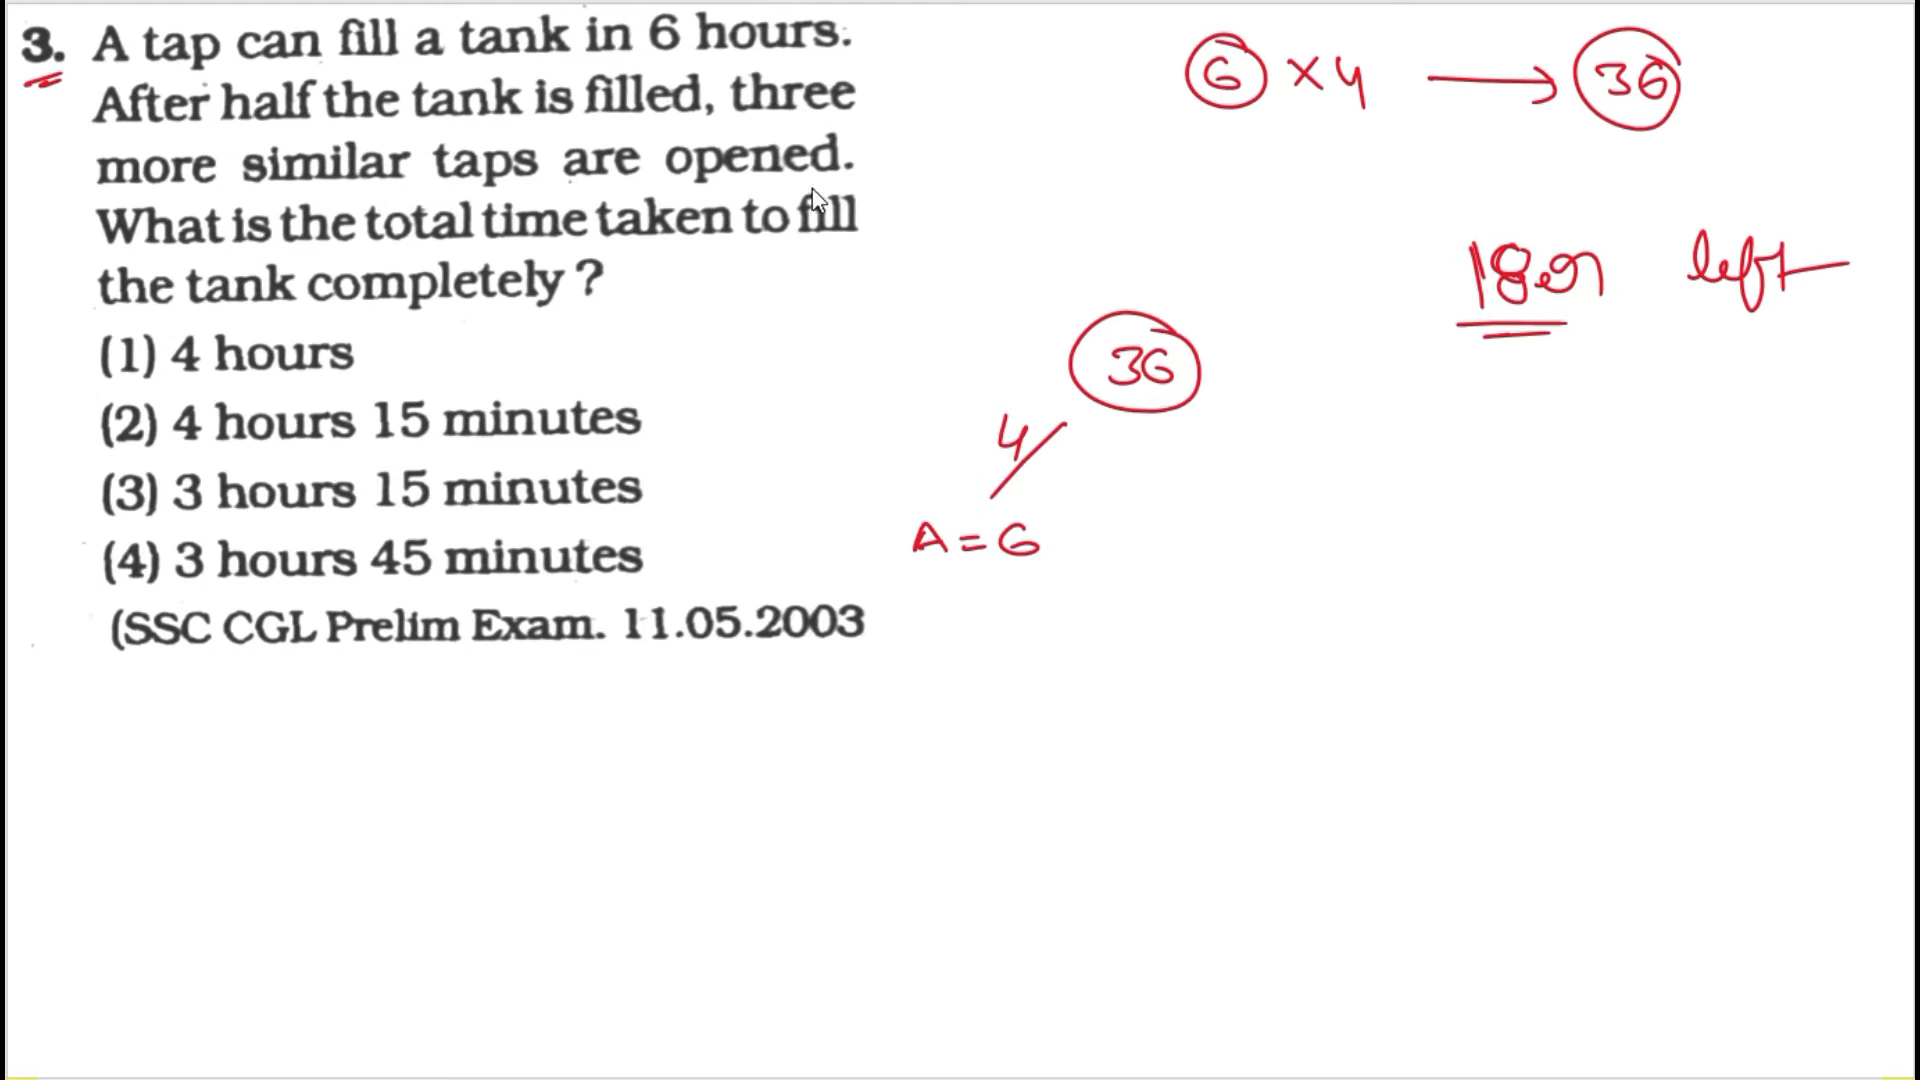 3. A tap can fill a tank in 6 hours.
After half the tank is filled, three
more similar taps are opened.
What is the total time taken to fill
the tank completely ?
(1) 4 hours
(2) 4 hours 15 minutes
(3) 3 hours 15 minutes
(4) 3 hours 45 minutes
(SSC CGL Prelim Exam. 11.05.2003
6 × 4 → 36
left
36
4
A = 6